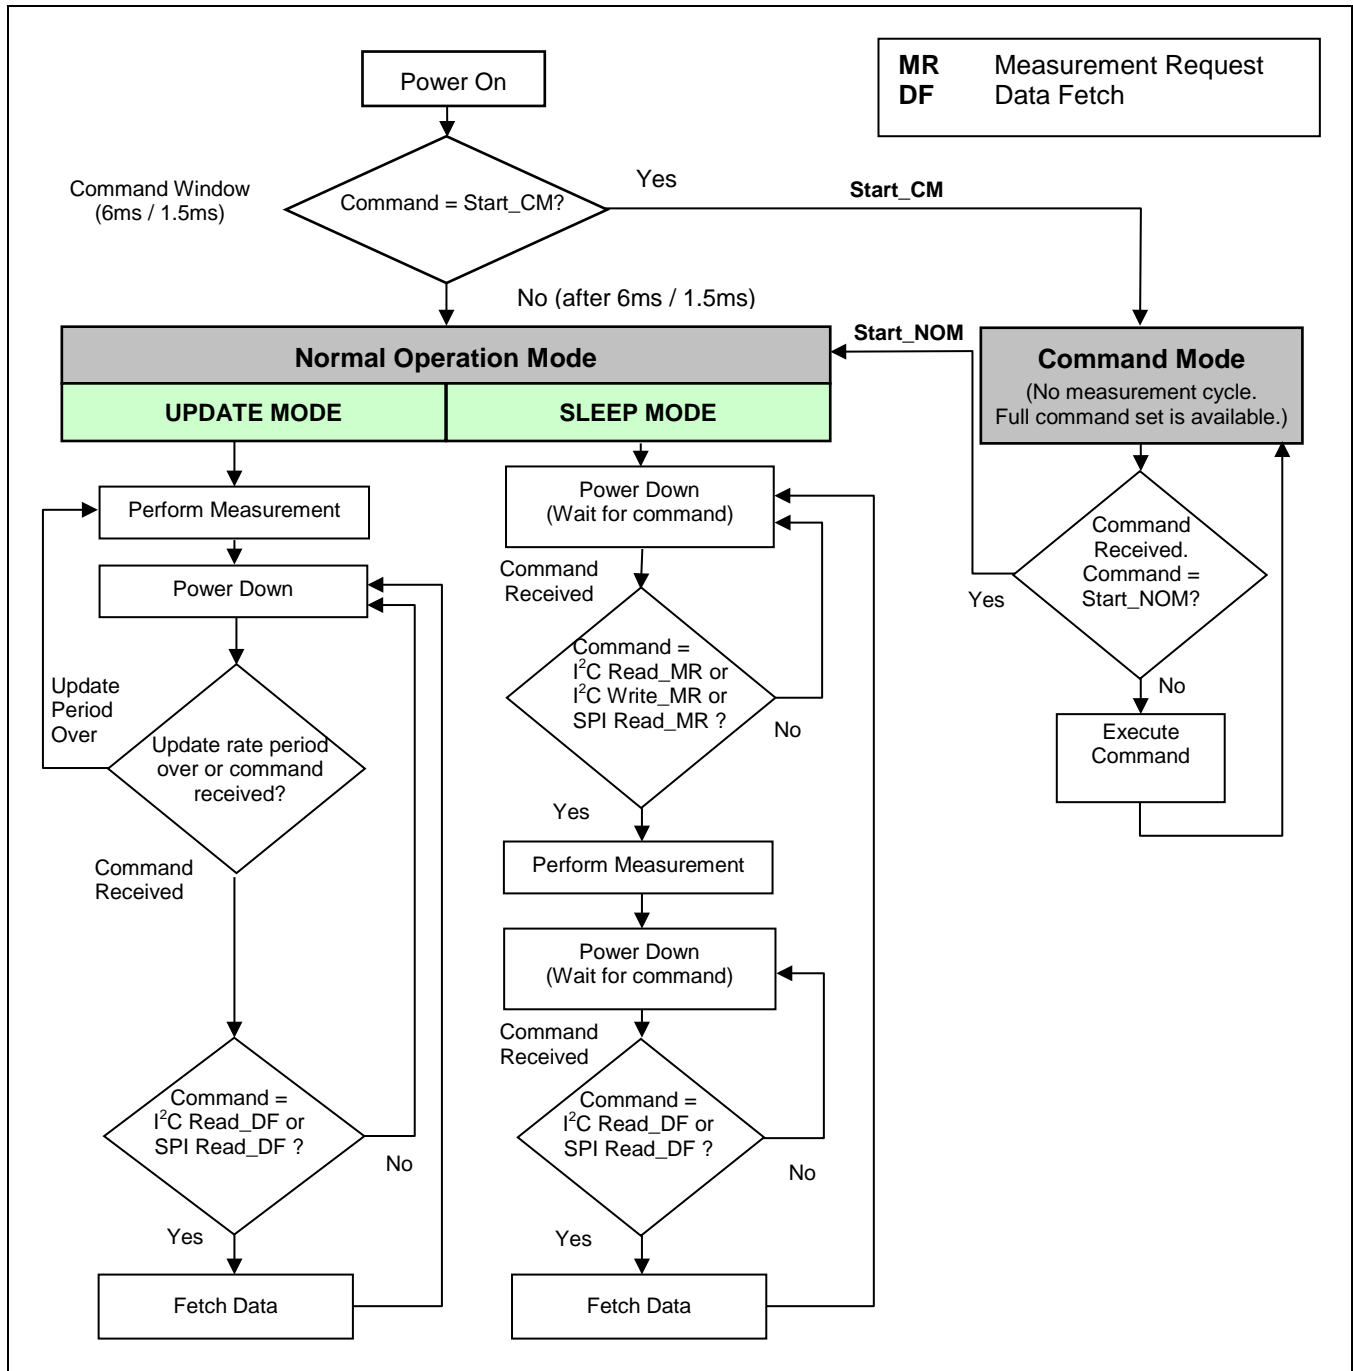 Power On
MR Measurement Request
DF Data Fetch
Command Window
(6ms / 1.5ms)
Command = Start_CM?
Yes
Start_CM
No (after 6ms / 1.5ms)
Normal Operation Mode
UPDATE MODE
SLEEP MODE
Start_NOM
Command Mode
(No measurement cycle.
Full command set is available.)
Perform Measurement
Power Down
Update
Period
Over
Update rate period
over or command
received?
Command
Received
Command =
I²C Read_DF or
SPI Read_DF ?
No
Yes
Fetch Data
Power Down
(Wait for command)
Command
Received
Command =
I²C Read_MR or
I²C Write_MR or
SPI Read_MR ?
No
Yes
Perform Measurement
Power Down
(Wait for command)
Command
Received
Command =
I²C Read_DF or
SPI Read_DF ?
No
Yes
Fetch Data
Command
Received.
Command =
Start_NOM?
Yes
No
Execute
Command